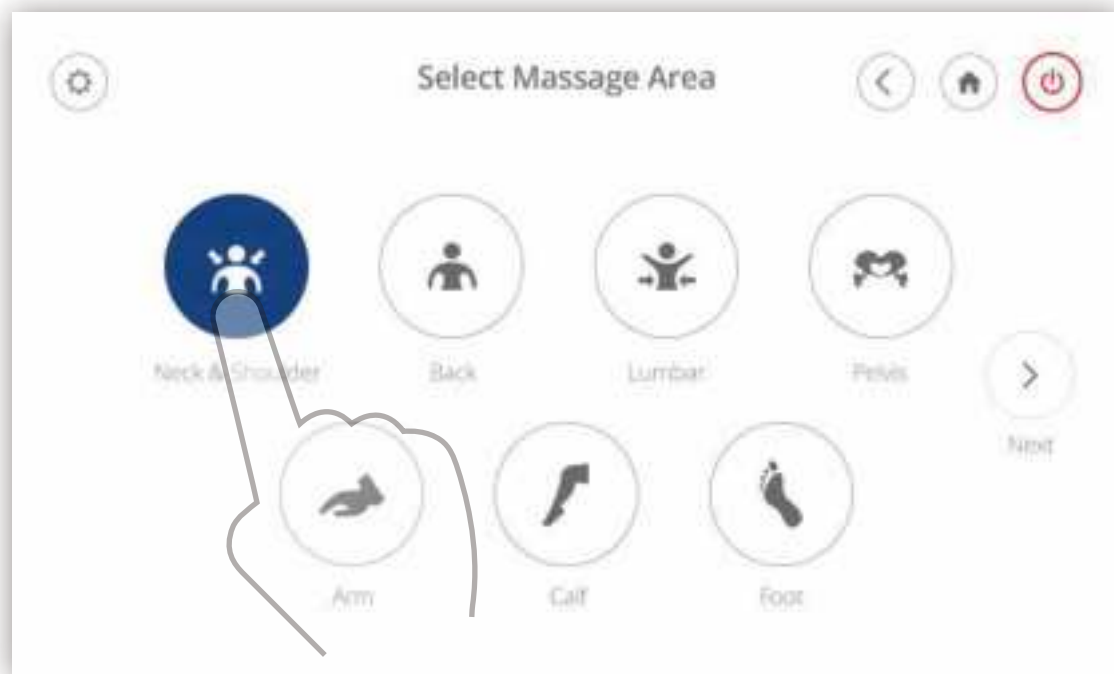 Select Massage Area
Neck & Shoulder
Back
Lumbar
Pelvis
Next
Arm
Calf
Foot